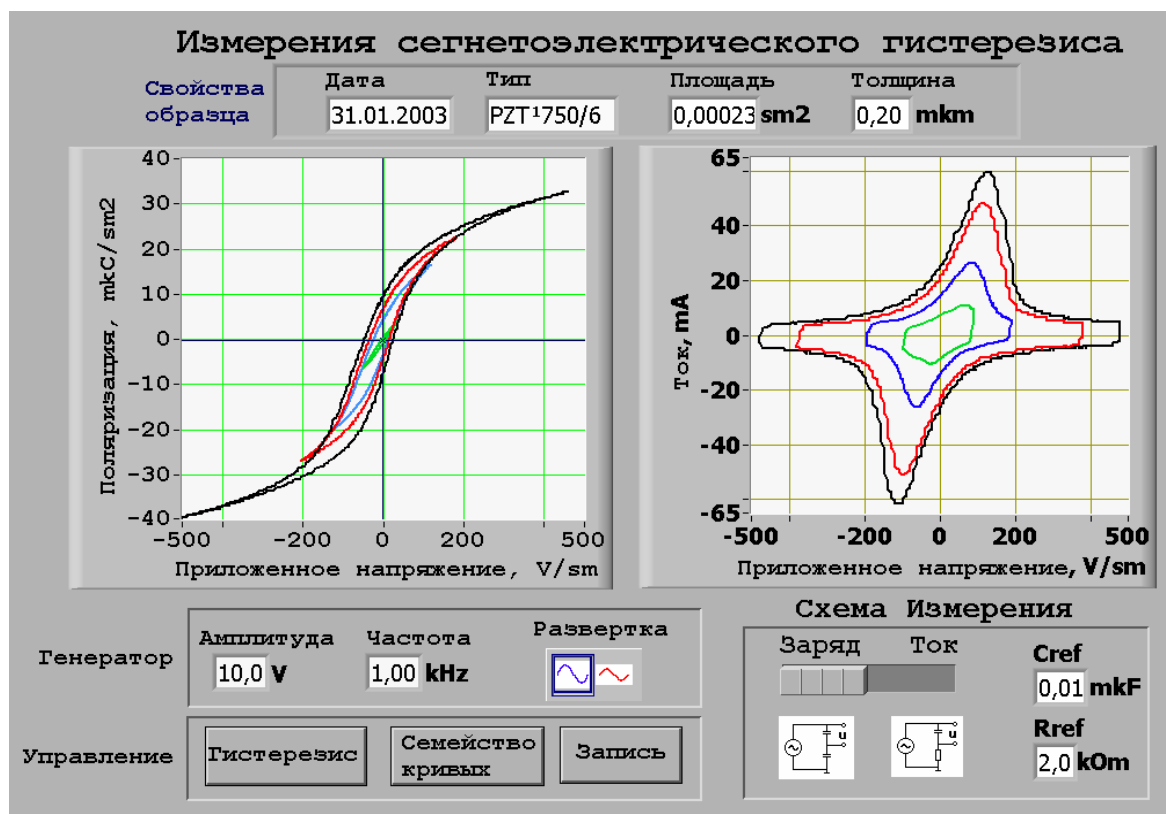 Измерения сегнетоэлектрического гистерезиса
Свойства образца
Дата Тип Площадь Толщина
31.01.2003 PZT¹750/6 0,00023 sm2 0,20 mkm
Поляризация, mkC/sm2
40
30
20
10
0
-10
-20
-30
-40
-500 -200 0 200 500
Приложенное напряжение, V/sm
Ток, mA
65
40
20
0
-20
-40
-65
-500 -200 0 200 500
Приложенное напряжение, V/sm
Генератор
Амплитуда Частота Развертка
10,0 V 1,00 kHz
Управление
Гистерезис
Семейство
кривых
Запись
Схема Измерения
Заряд Ток
Cref
0,01 mkF
u u
Rref
2,0 kOm